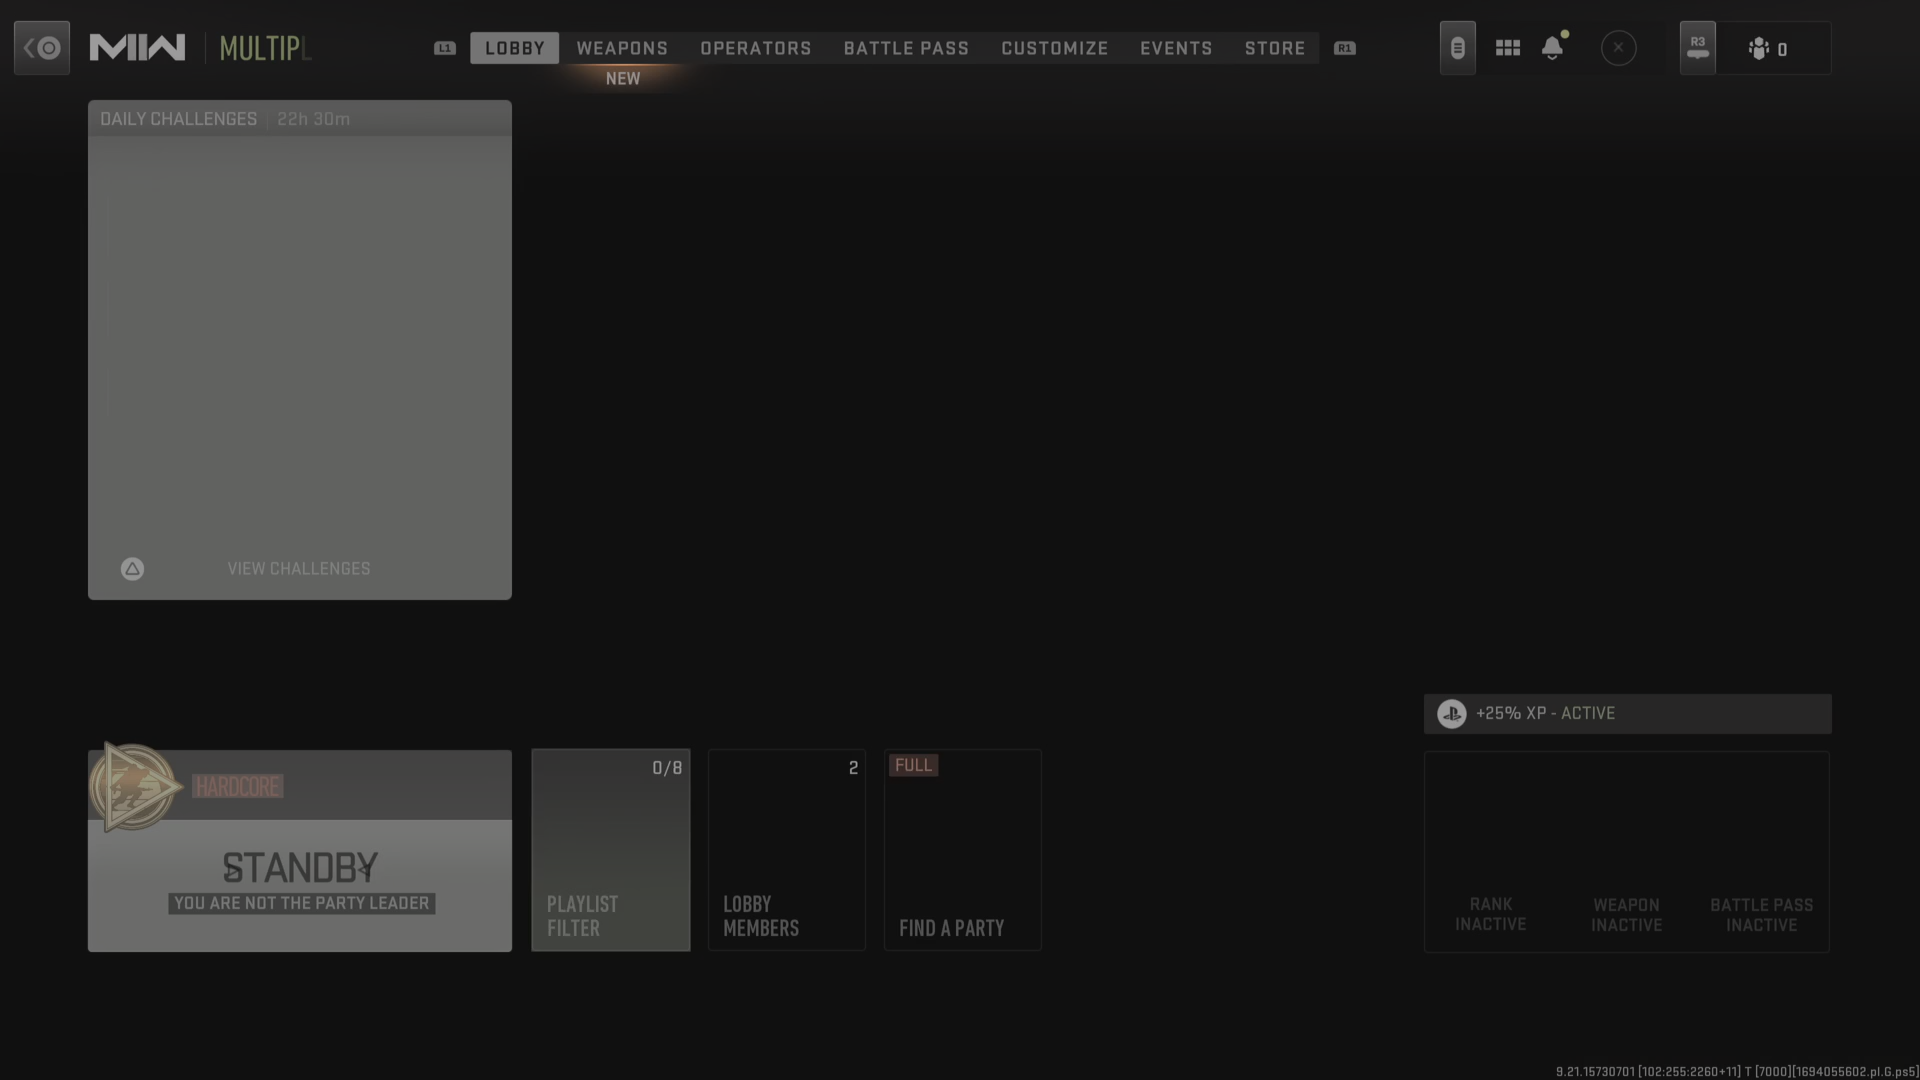 MW MULTIPL
L1 LOBBY WEAPONS OPERATORS BATTLE PASS CUSTOMIZE EVENTS STORE R1
R3 0
NEW
DAILY CHALLENGES 22h 30m
VIEW CHALLENGES
+25% XP - ACTIVE
HARDCORE
STANDBY
YOU ARE NOT THE PARTY LEADER
0/8
PLAYLIST
FILTER
2
LOBBY
MEMBERS
FULL
FIND A PARTY
RANK
INACTIVE
WEAPON
INACTIVE
BATTLE PASS
INACTIVE
9.21.15730701 [102:255:2260+11] T [7000][1694055602.pl.G.ps5]